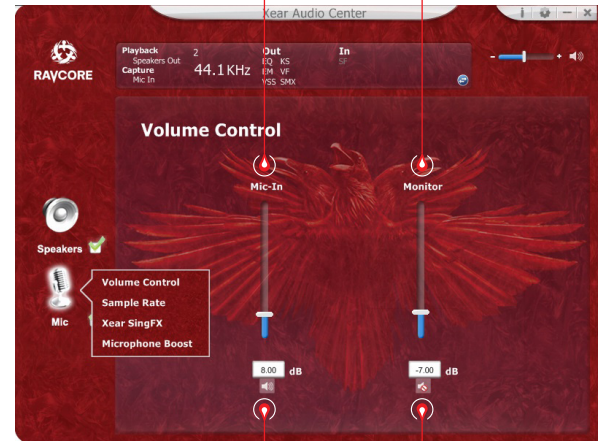 Xear Audio Center
RAVCORE
Playback 2 Out In
Speakers Out EQ KS SF
Capture 44.1KHz EM VF
Mic In VSS SMX
Volume Control
Mic-In Monitor
Speakers
Mic
Volume Control
Sample Rate
Xear SingFX
Microphone Boost
8.00 dB -7.00 dB